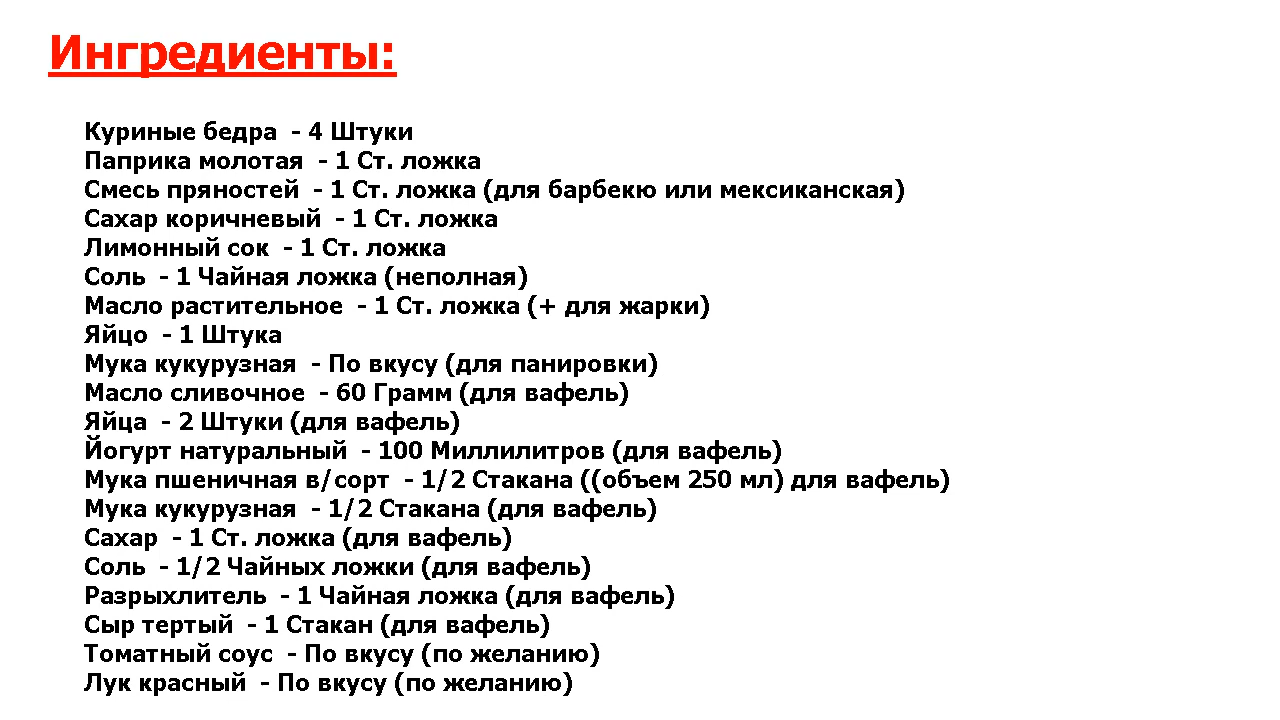 Ингредиенты:
Куриные бедра - 4 Штуки
Паприка молотая - 1 Ст. ложка
Смесь пряностей - 1 Ст. ложка (для барбекю или мексиканская)
Сахар коричневый - 1 Ст. ложка
Лимонный сок - 1 Ст. ложка
Соль - 1 Чайная ложка (неполная)
Масло растительное - 1 Ст. ложка (+ для жарки)
Яйцо - 1 Штука
Мука кукурузная - По вкусу (для панировки)
Масло сливочное - 60 Грамм (для вафель)
Яйца - 2 Штуки (для вафель)
Йогурт натуральный - 100 Миллилитров (для вафель)
Мука пшеничная в/сорт - 1/2 Стакана ((объем 250 мл) для вафель)
Мука кукурузная - 1/2 Стакана (для вафель)
Сахар - 1 Ст. ложка (для вафель)
Соль - 1/2 Чайных ложки (для вафель)
Разрыхлитель - 1 Чайная ложка (для вафель)
Сыр тертый - 1 Стакан (для вафель)
Томатный соус - По вкусу (по желанию)
Лук красный - По вкусу (по желанию)